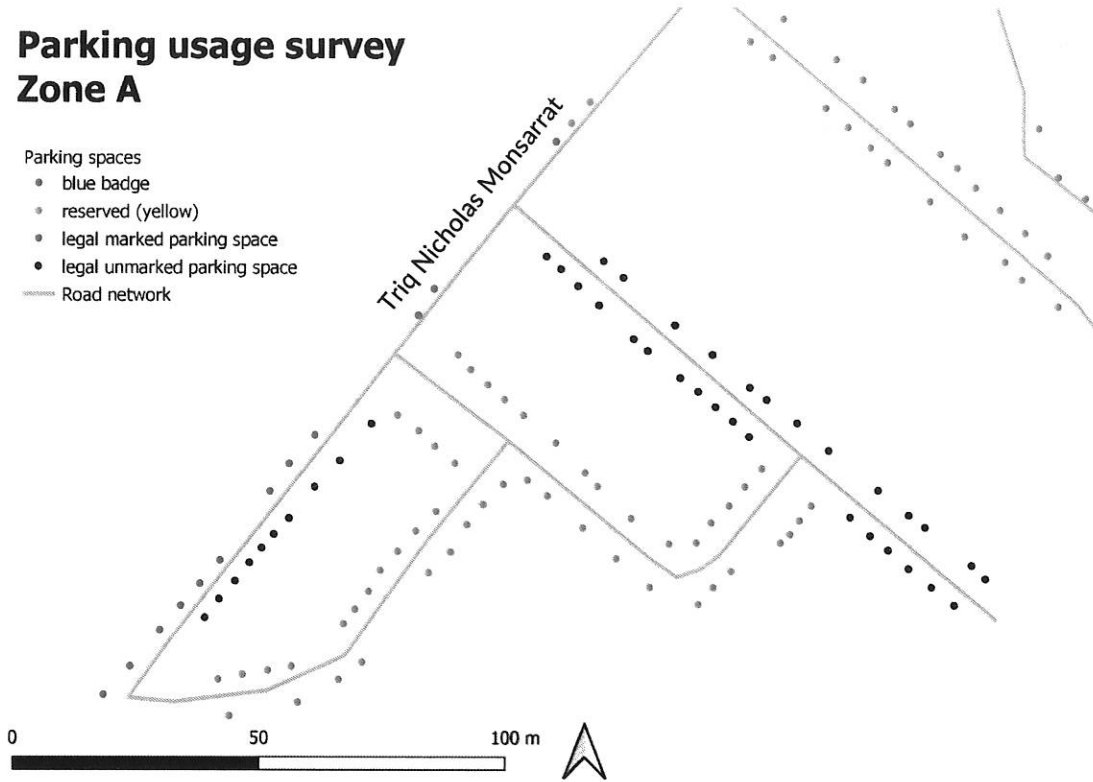 Parking usage survey
Zone A
Parking spaces
blue badge
reserved (yellow)
legal marked parking space
legal unmarked parking space
Road network
Triq Nicholas Monsarrat
0 50 100 m